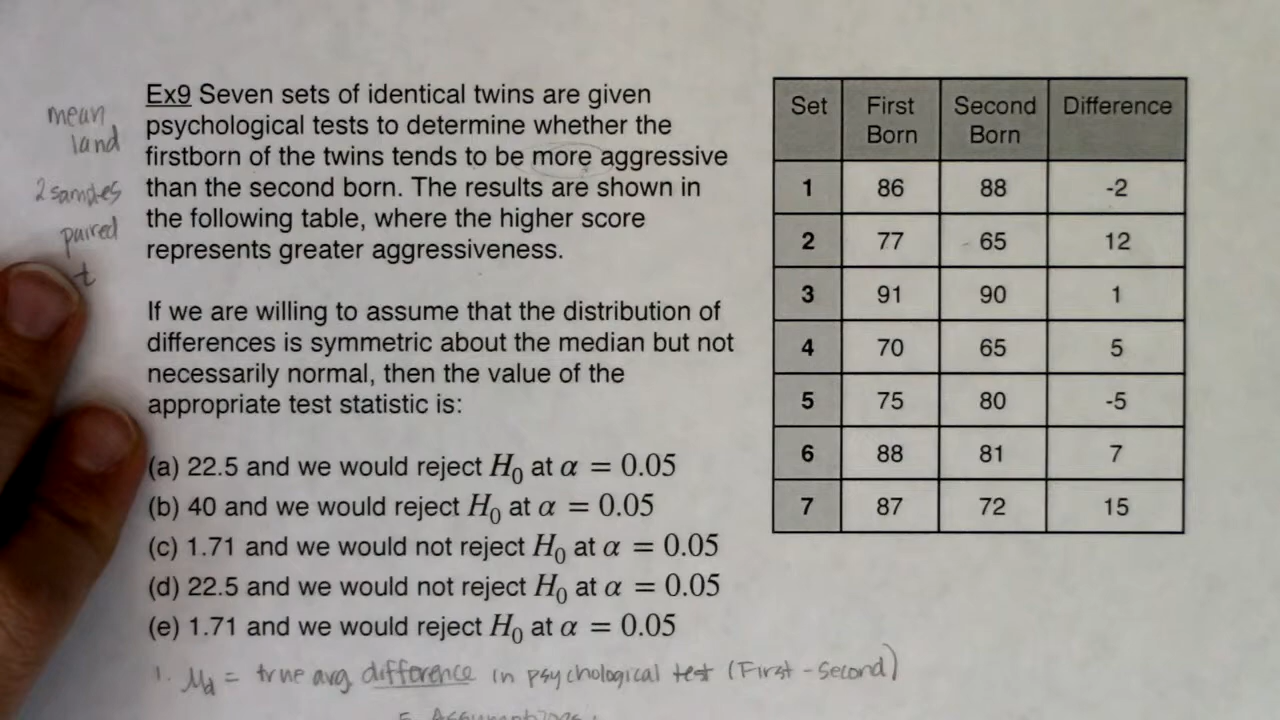 Ex9 Seven sets of identical twins are given
psychological tests to determine whether the
firstborn of the twins tends to be more aggressive
than the second born. The results are shown in
the following table, where the higher score
represents greater aggressiveness.
If we are willing to assume that the distribution of
differences is symmetric about the median but not
necessarily normal, then the value of the
appropriate test statistic is:
(a) 22.5 and we would reject H₀ at α = 0.05
(b) 40 and we would reject H₀ at α = 0.05
(c) 1.71 and we would not reject H₀ at α = 0.05
(d) 22.5 and we would not reject H₀ at α = 0.05
(e) 1.71 and we would reject H₀ at α = 0.05
mean
land
2 samples
paired
t
Set First Born Second Born Difference
1 86 88 -2
2 77 65 12
3 91 90 1
4 70 65 5
5 75 80 -5
6 88 81 7
7 87 72 15
1. μd = true avg difference in psychological test (First - Second)
5. Assumptions: